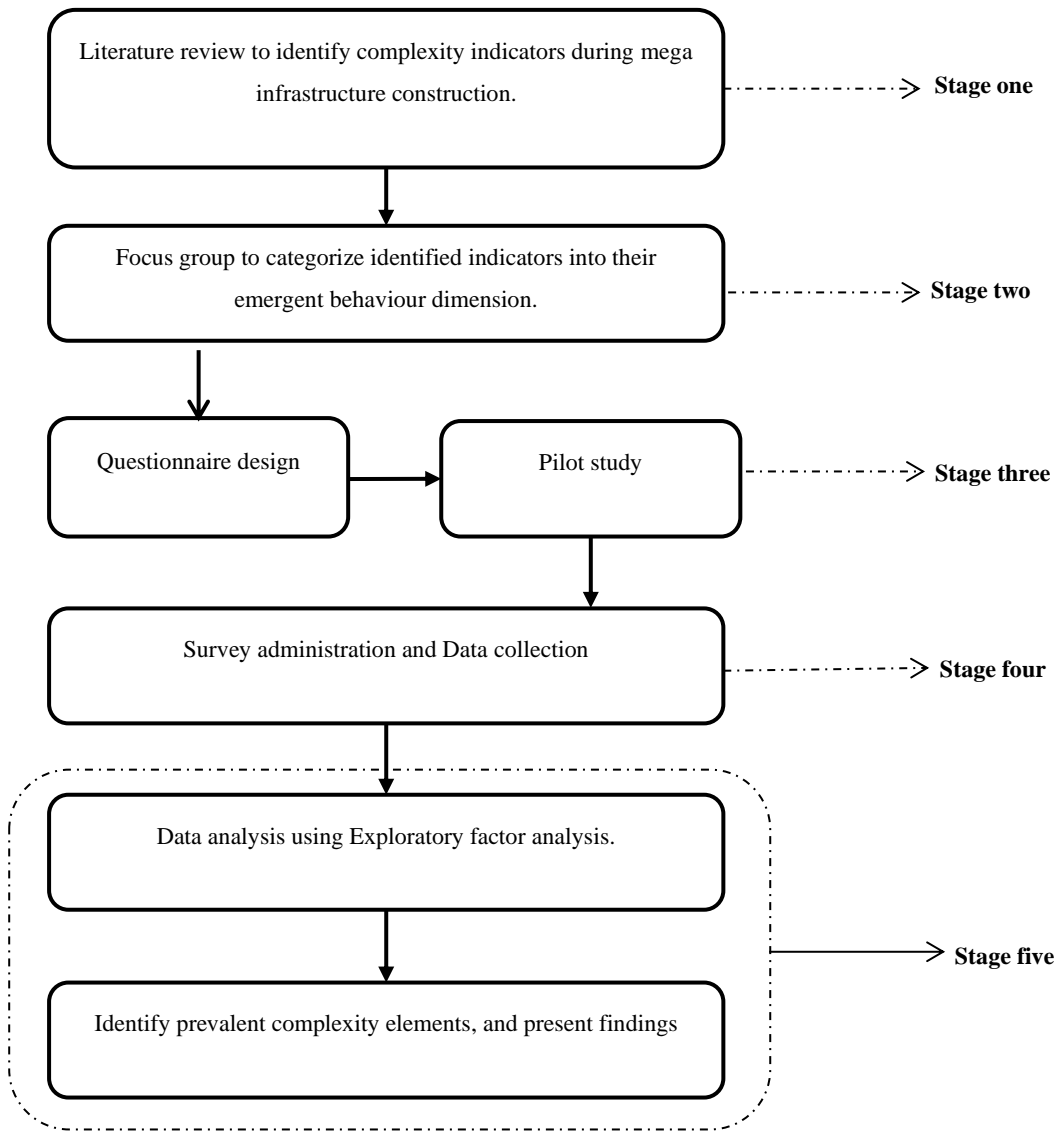 Literature review to identify complexity indicators during mega
infrastructure construction.
Stage one
Focus group to categorize identified indicators into their
emergent behaviour dimension.
Stage two
Questionnaire design
Pilot study
Stage three
Survey administration and Data collection
Stage four
Data analysis using Exploratory factor analysis.
Stage five
Identify prevalent complexity elements, and present findings